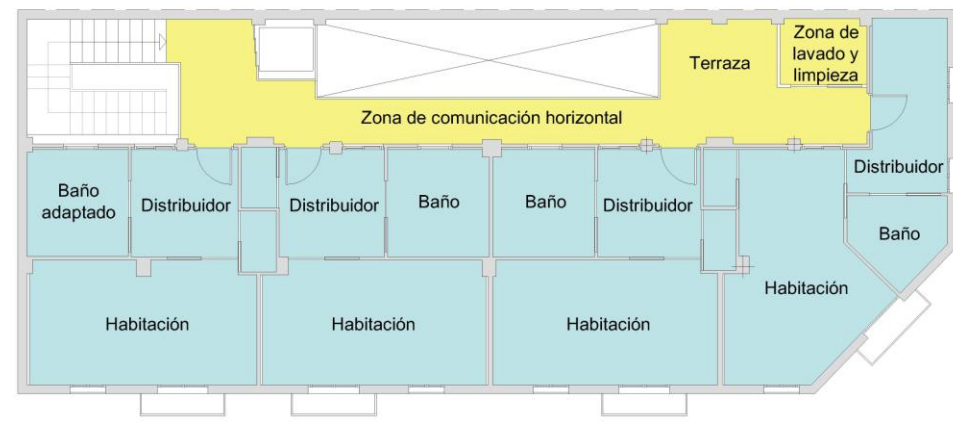 Zona de
lavado y
limpieza
Terraza
Zona de comunicación horizontal
Distribuidor
Baño
adaptado
Distribuidor
Distribuidor
Baño
Baño
Distribuidor
Baño
Habitación
Habitación
Habitación
Habitación